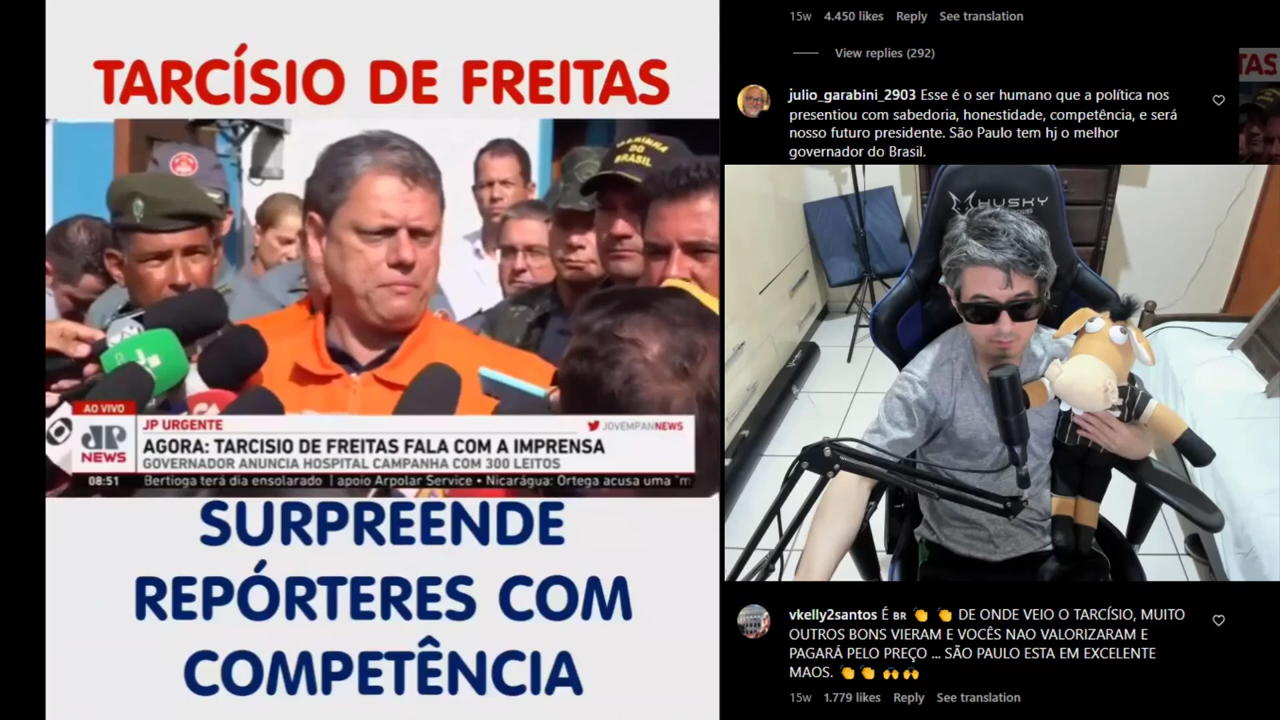 TARCÍSIO DE FREITAS
MARINHA
DO
BRASIL
AO VIVO
JP
NEWS
08:51
JP URGENTE
JOVEMPANNEWS
AGORA: TARCISIO DE FREITAS FALA COM A IMPRENSA
GOVERNADOR ANUNCIA HOSPITAL CAMPANHA COM 300 LEITOS
Bertioga terá dia ensolarado | apoio Arpolar Service • Nicarágua: Ortega acusa uma "m
SURPREENDE
REPÓRTERES COM
COMPETÊNCIA
15w 4.450 likes Reply See translation
View replies (292)
TAS
julio_garabini_2903 Esse é o ser humano que a política nos
presentiou com sabedoria, honestidade, competência, e será
nosso futuro presidente. São Paulo tem hj o melhor
governador do Brasil.
HUSKY
vkelly2santos É BR 👏 👏 DE ONDE VEIO O TARCÍSIO, MUITO
OUTROS BONS VIERAM E VOCÊS NAO VALORIZARAM E
PAGARÁ PELO PREÇO ... SÃO PAULO ESTA EM EXCELENTE
MAOS. 👏👏 🙌🙌
15w 1.779 likes Reply See translation